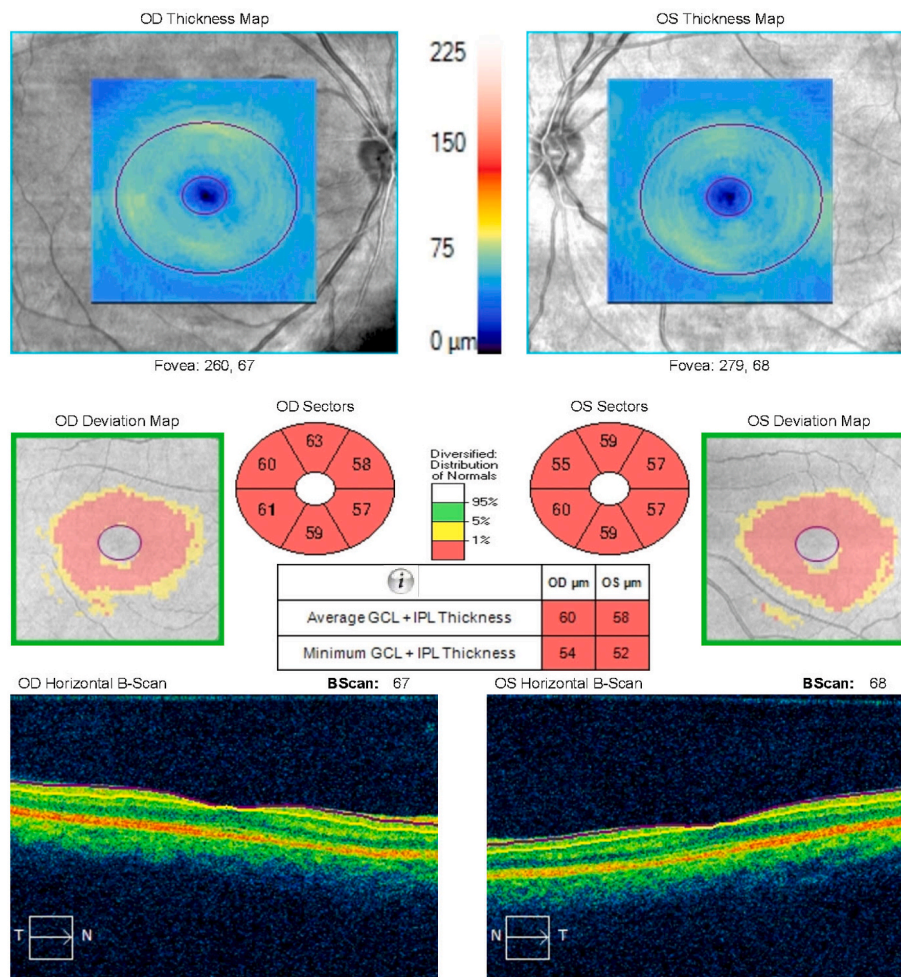 OD Thickness Map
OS Thickness Map
225
150
75
0 µm
Fovea: 260, 67
Fovea: 279, 68
OD Deviation Map
OD Sectors
OS Sectors
OS Deviation Map
63
60
58
61
57
59
Diversified:
Distribution
of Normals
95%
5%
1%
59
55
57
60
57
59
i
OD µm
OS µm
Average GCL + IPL Thickness
60
58
Minimum GCL + IPL Thickness
54
52
OD Horizontal B-Scan
BScan: 67
OS Horizontal B-Scan
BScan: 68
T
N
N
T